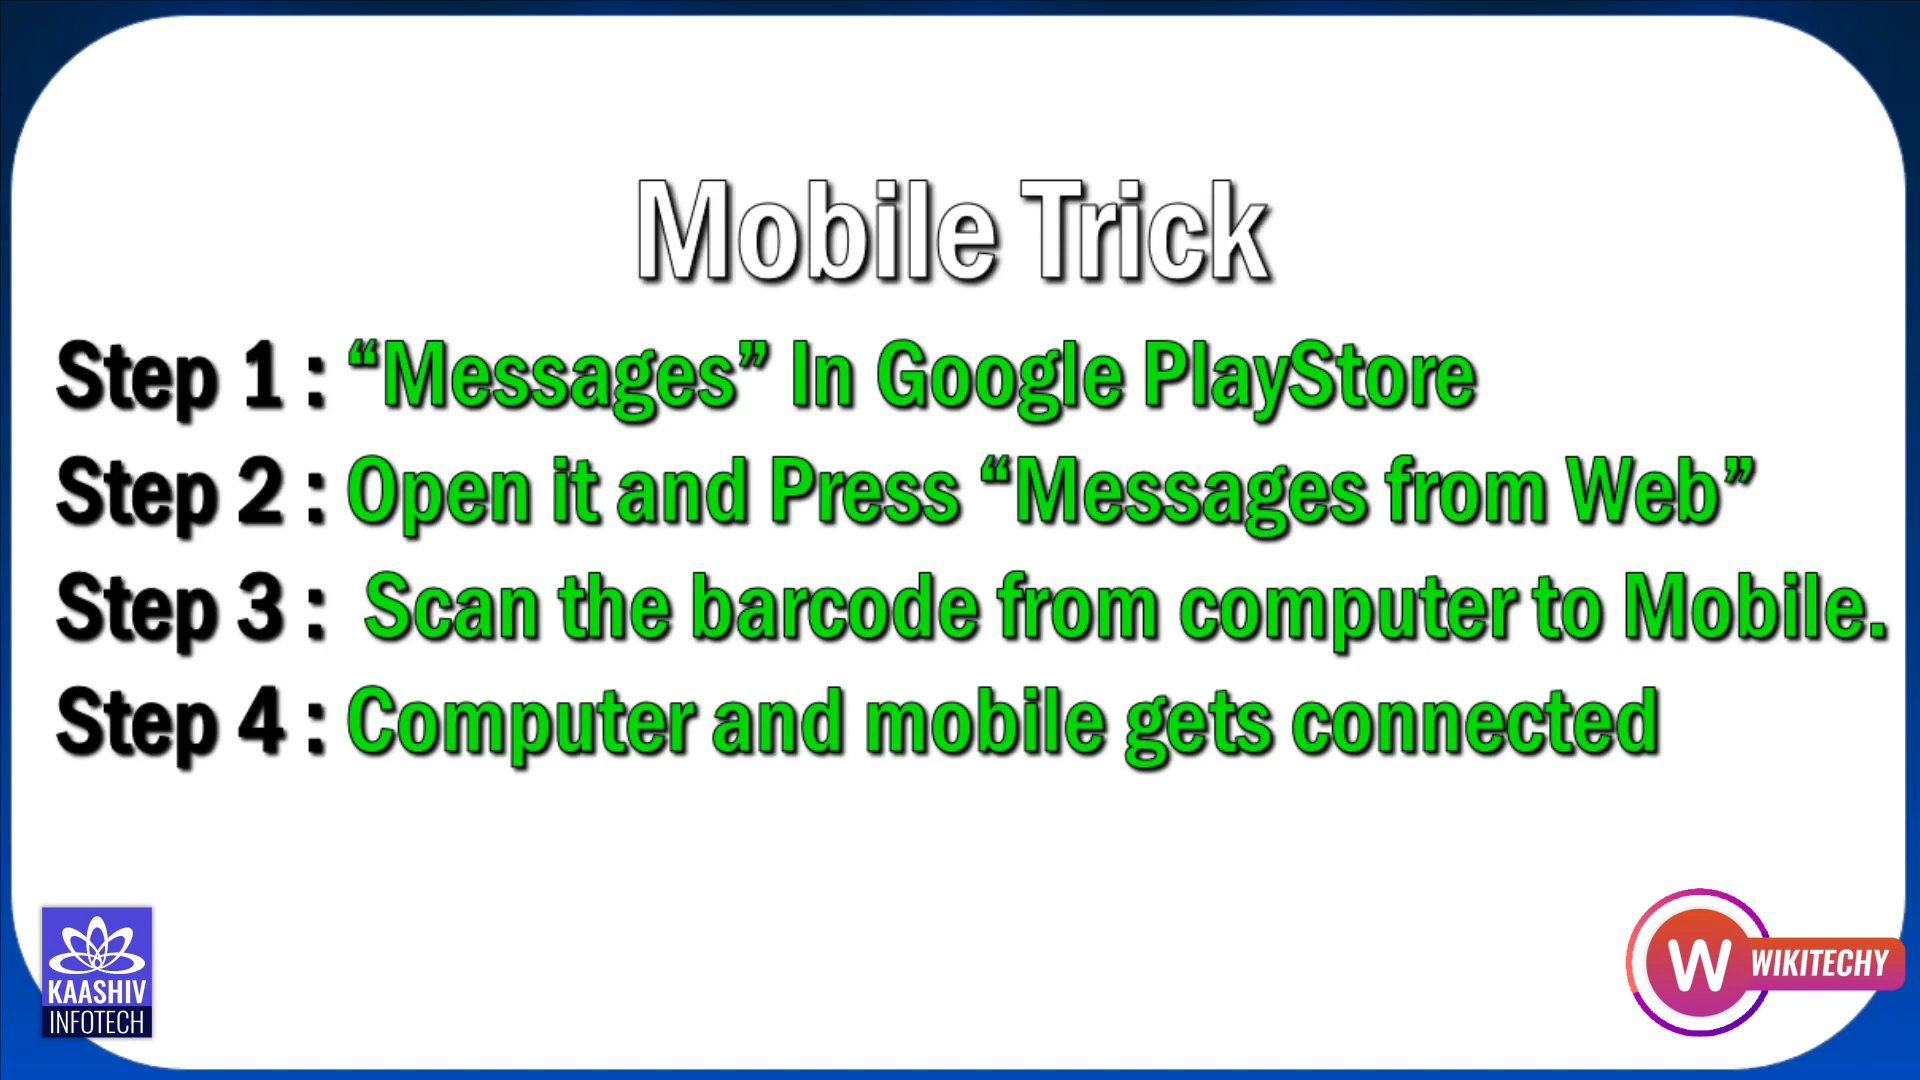 Mobile Trick
Step 1 : “Messages” In Google PlayStore
Step 2 : Open it and Press “Messages from Web”
Step 3 : Scan the barcode from computer to Mobile.
Step 4 : Computer and mobile gets connected
KAASHIV
INFOTECH
W WIKITECHY